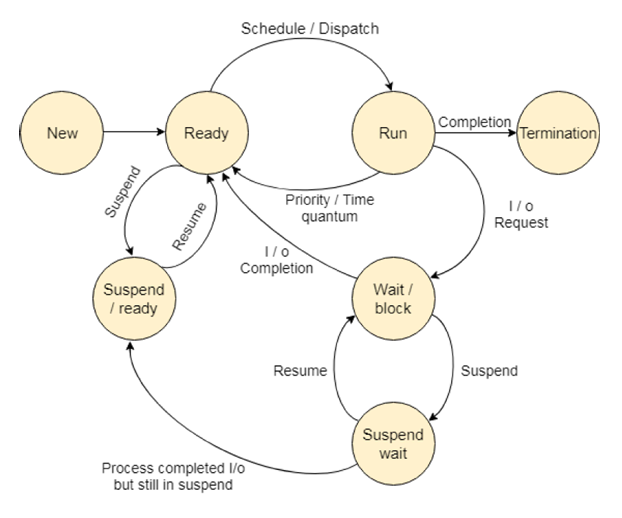 Schedule / Dispatch
New
Ready
Run
Completion
Termination
Suspend
Resume
Priority / Time
quantum
I / o
Request
I / o
Completion
Suspend
/ ready
Wait /
block
Resume
Suspend
Suspend
wait
Process completed I/o
but still in suspend